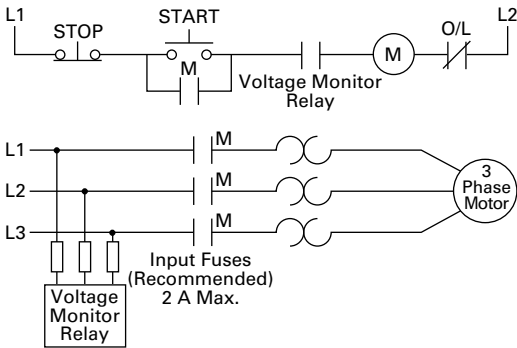 L1
L2
STOP
START
O/L
M
M
Voltage Monitor
Relay
L1
M
L2
M
L3
M
3
Phase
Motor
Input Fuses
(Recommended)
2 A Max.
Voltage
Monitor
Relay